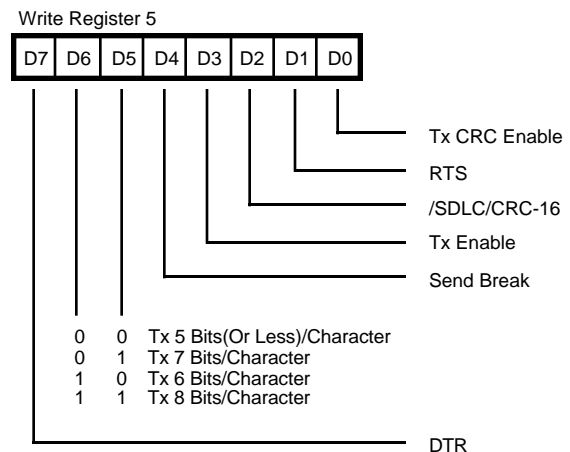 Write Register 5
D7 D6 D5 D4 D3 D2 D1 D0
Tx CRC Enable
RTS
/SDLC/CRC-16
Tx Enable
Send Break
0 0 Tx 5 Bits(Or Less)/Character
0 1 Tx 7 Bits/Character
1 0 Tx 6 Bits/Character
1 1 Tx 8 Bits/Character
DTR